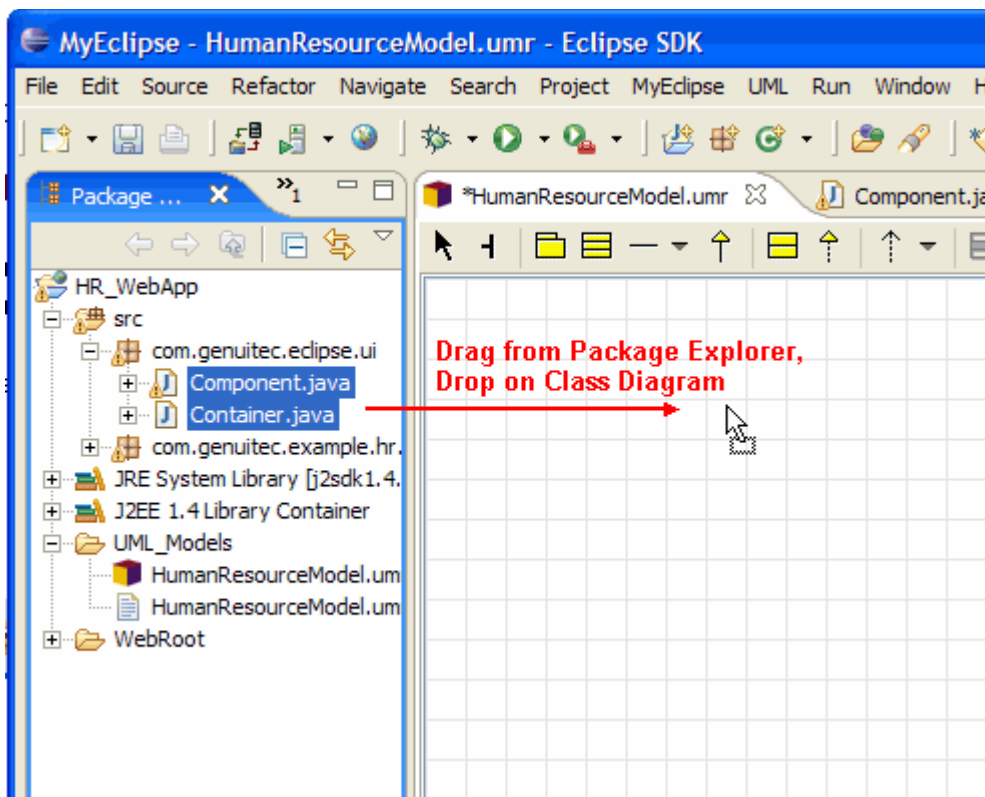 MyEclipse - HumanResourceModel.umr - Eclipse SDK
File Edit Source Refactor Navigate Search Project MyEclipse UML Run Window H
Package ... »1
*HumanResourceModel.umr Component.ja
HR_WebApp
src
com.genuitec.eclipse.ui
Component.java
Container.java
com.genuitec.example.hr.
JRE System Library [j2sdk1.4.
J2EE 1.4 Library Container
UML_Models
HumanResourceModel.um
HumanResourceModel.um
WebRoot
Drag from Package Explorer,
Drop on Class Diagram